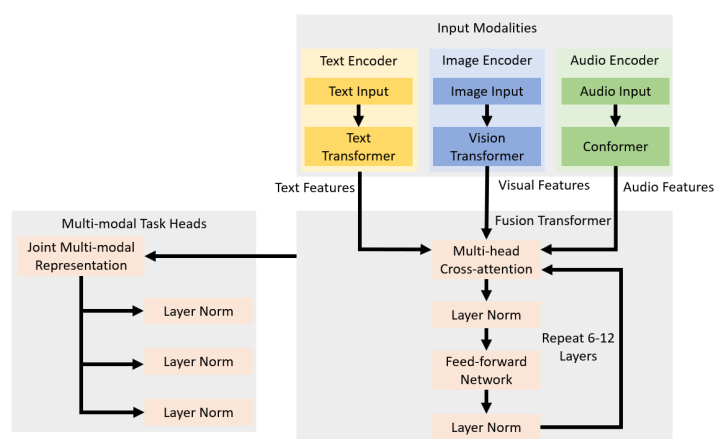 Input Modalities
Text Encoder
Text Input
Text
Transformer
Image Encoder
Image Input
Vision
Transformer
Audio Encoder
Audio Input
Conformer
Text Features
Visual Features
Audio Features
Fusion Transformer
Multi-head
Cross-attention
Layer Norm
Feed-forward
Network
Layer Norm
Repeat 6-12
Layers
Multi-modal Task Heads
Joint Multi-modal
Representation
Layer Norm
Layer Norm
Layer Norm